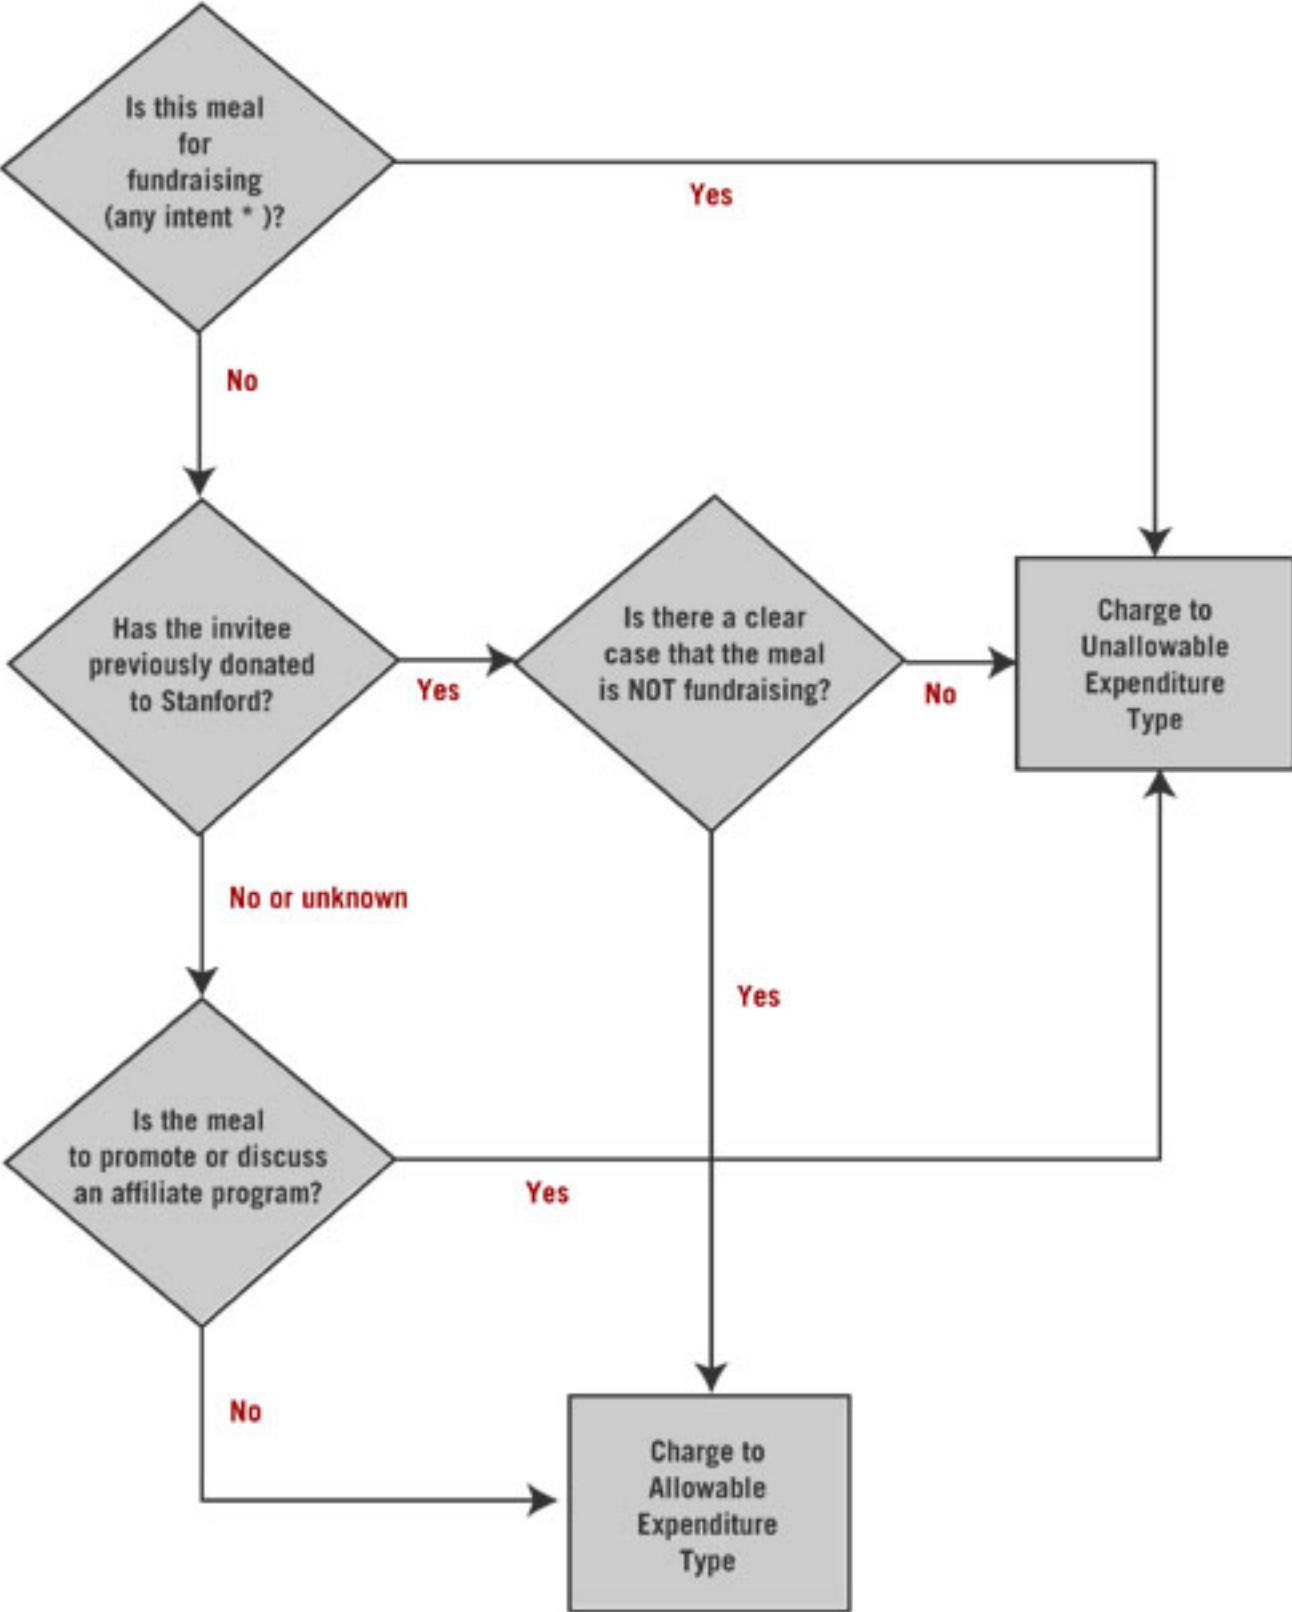 Is this meal
for
fundraising
(any intent * )?
Yes
No
Has the invitee
previously donated
to Stanford?
Yes
Is there a clear
case that the meal
is NOT fundraising?
No
Charge to
Unallowable
Expenditure
Type
No or unknown
Yes
Is the meal
to promote or discuss
an affiliate program?
Yes
No
Charge to
Allowable
Expenditure
Type